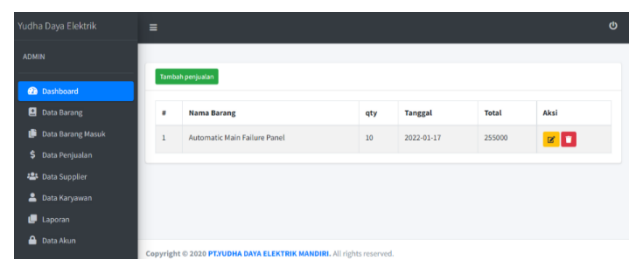 Yudha Daya Elektrik
ADMIN
Dashboard
Data Barang
Data Barang Masuk
Data Penjualan
Data Supplier
Data Karyawan
Laporan
Data Akun
Tambah penjualan
# Nama Barang qty Tanggal Total Aksi
1 Automatic Main Failure Panel 10 2022-01-17 255000
Copyright © 2020 PT.YUDHA DAYA ELEKTRIK MANDIRI. All rights reserved.